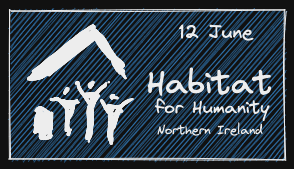 12 June
Habitat
for Humanity
Northern Ireland